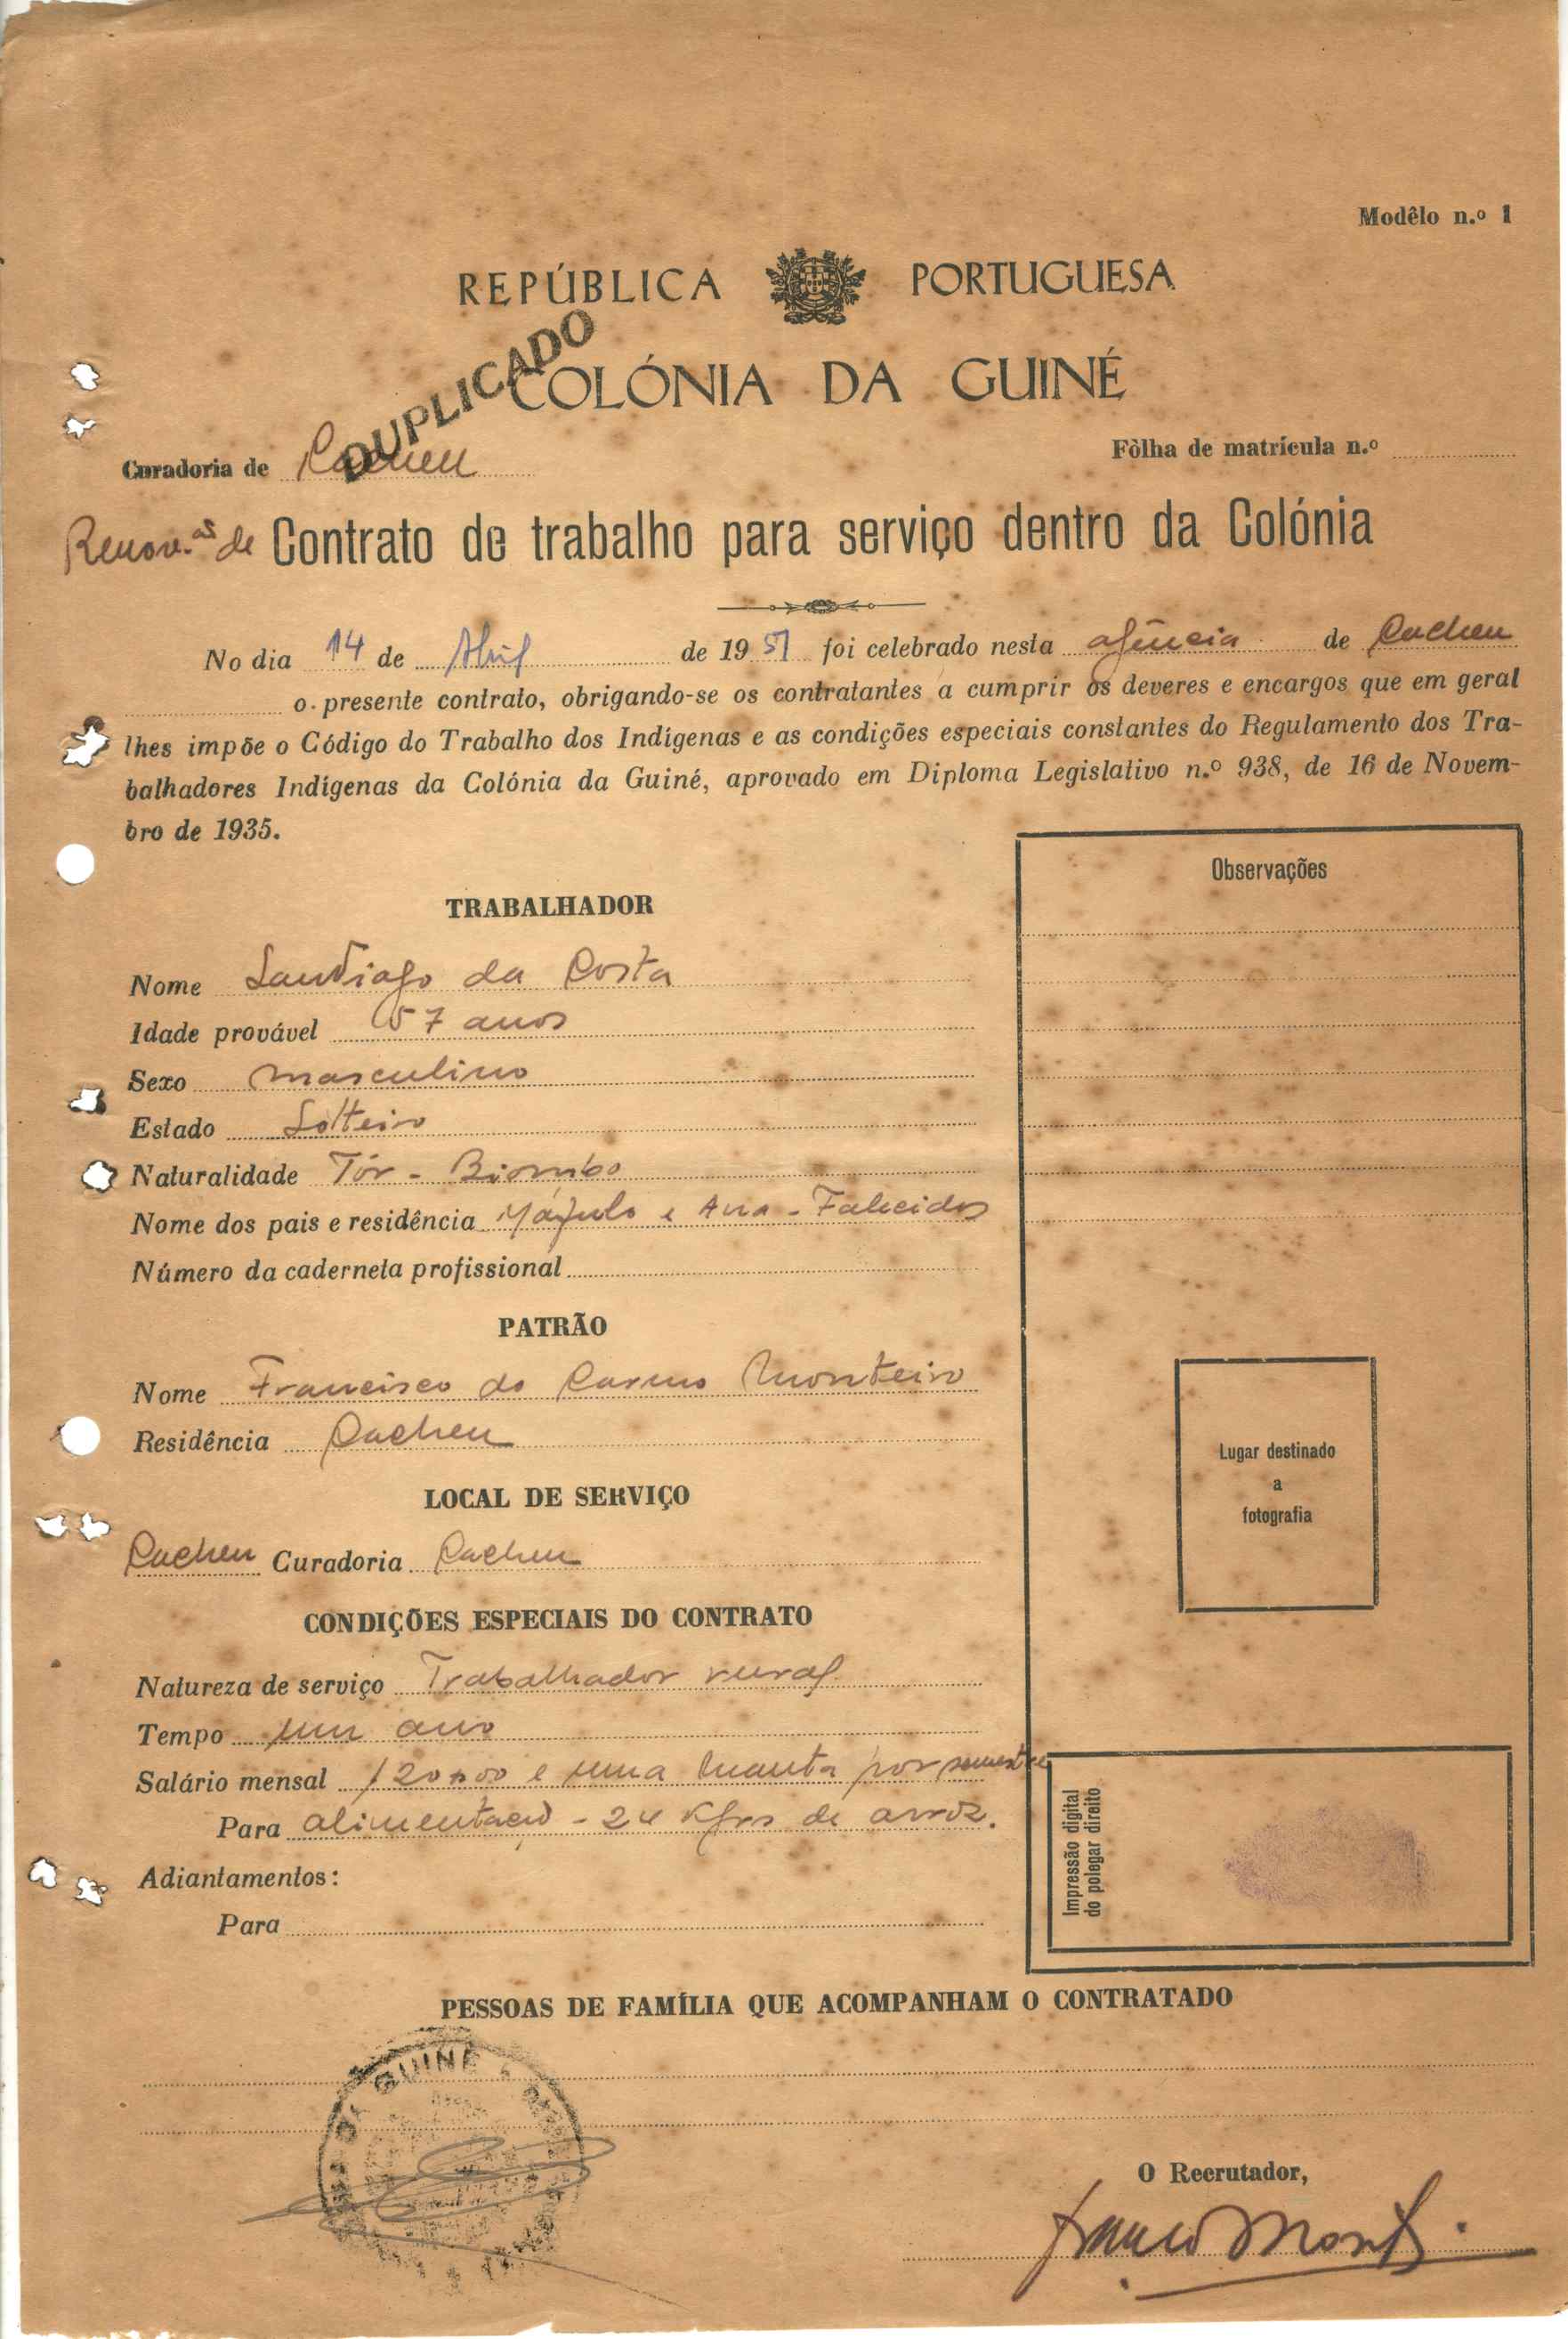 Modêlo n.º 1
REPÚBLICA PORTUGUESA
DUPLICADO
COLÓNIA DA GUINÉ
Curadoria de Cacheu
Fôlha de matrícula n.º
Renov.as de Contrato de trabalho para serviço dentro da Colónia
No dia 14 de Abril de 1951 foi celebrado nesta agência de Cacheu
o presente contrato, obrigando-se os contratantes a cumprir os deveres e encargos que em geral
lhes impõe o Código do Trabalho dos Indígenas e as condições especiais constantes do Regulamento dos Tra-
balhadores Indígenas da Colónia da Guiné, aprovado em Diploma Legislativo n.º 938, de 16 de Novem-
bro de 1935.
Observações
TRABALHADOR
Nome Santiago da Costa
Idade provável 57 anos
Sexo masculino
Estado Solteiro
Naturalidade Tór - Biombo
Nome dos pais e residência e Ana - Falecidos
Número da caderneta profissional
PATRÃO
Nome Francisco do Carmo Monteiro
Residência Cacheu
Lugar destinado
a
fotografia
LOCAL DE SERVIÇO
Cacheu Curadoria Cacheu
CONDIÇÕES ESPECIAIS DO CONTRATO
Natureza de serviço Trabalhador rural
Tempo um ano
Salário mensal 120$00 e uma manta por semestre
Para alimentação - 24 Kgrs de arroz.
Adiantamentos:
Para
Impressão digital
do polegar direito
PESSOAS DE FAMÍLIA QUE ACOMPANHAM O CONTRATADO
GUINÉ
O Recrutador,